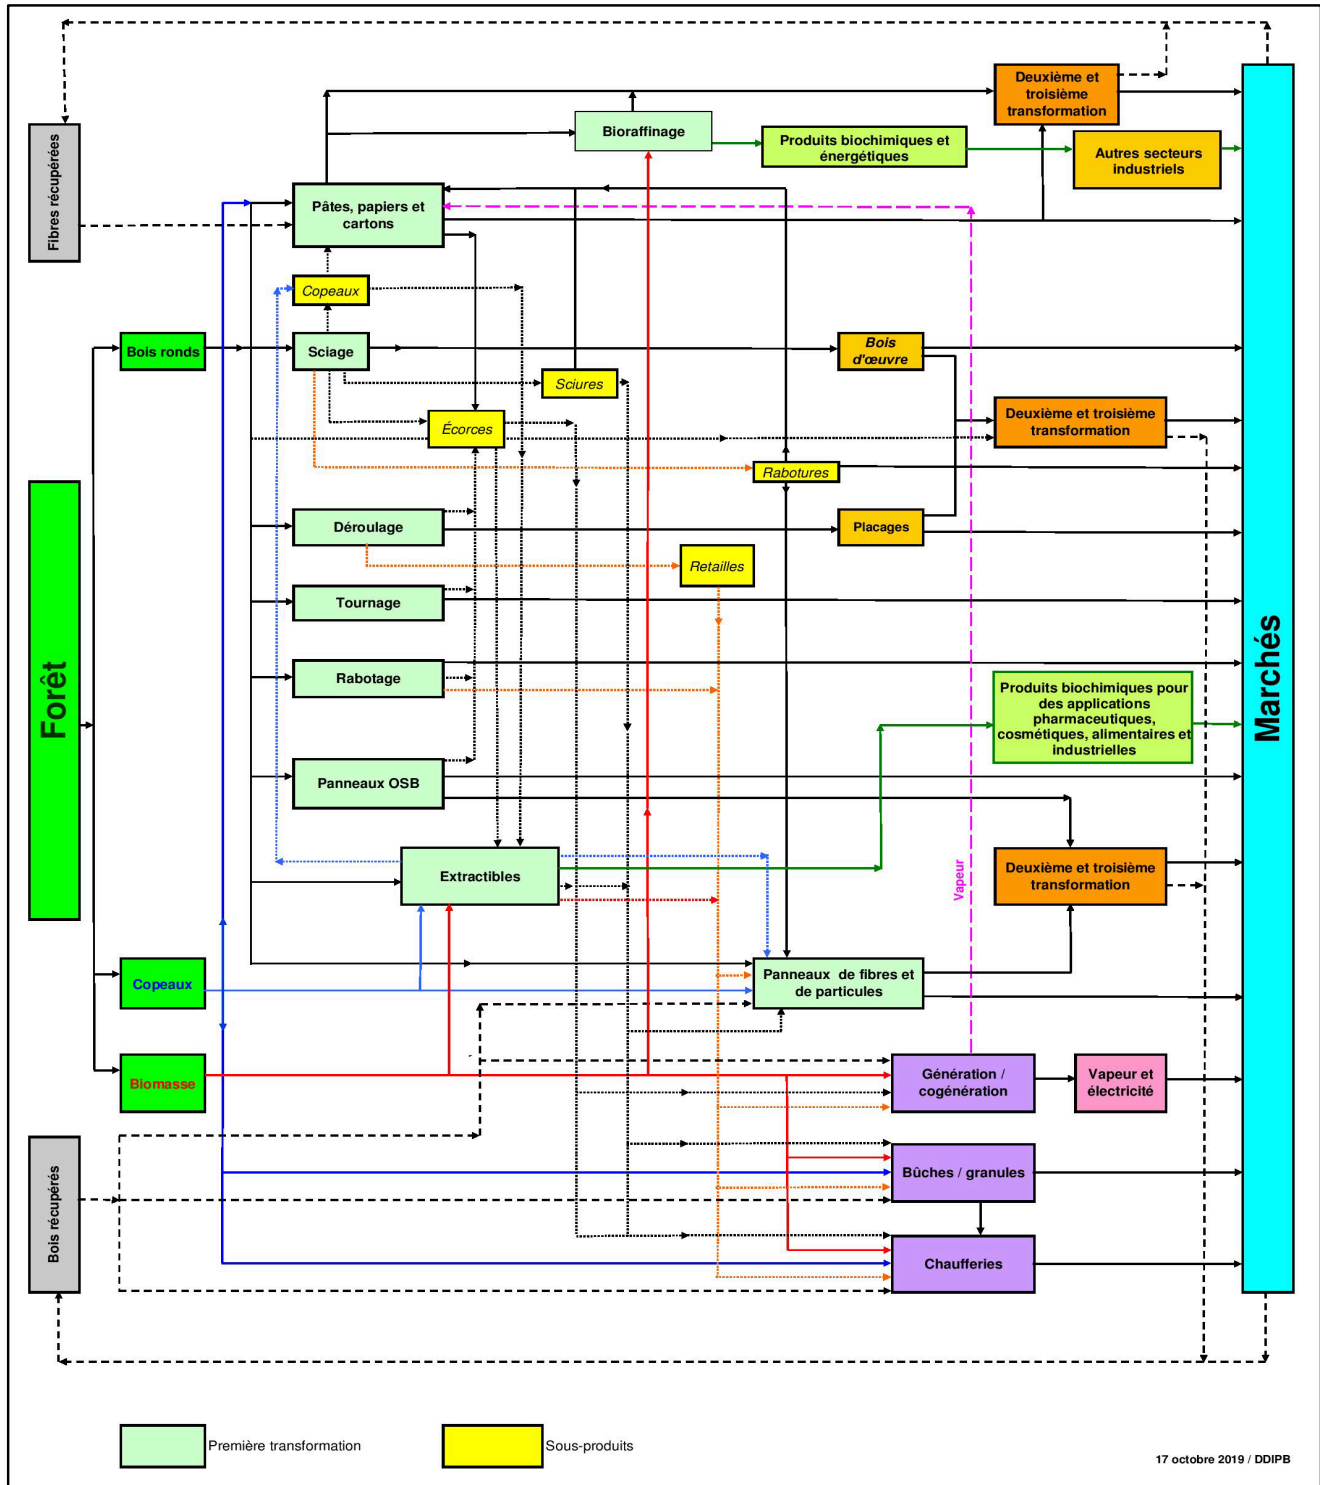 Deuxième et
troisième
transformation
Bioraffinage
Produits biochimiques et
énergétiques
Autres secteurs
industriels
Fibres récupérées
Pâtes, papiers et
cartons
Copeaux
Bois ronds
Sciage
Bois
d'œuvre
Sciures
Écorces
Deuxième et troisième
transformation
Rabotures
Déroulage
Placages
Retailles
Tournage
Forêt
Marchés
Rabotage
Produits biochimiques pour
des applications
pharmaceutiques,
cosmétiques, alimentaires et
industrielles
Panneaux OSB
Extractibles
Vapeur
Deuxième et troisième
transformation
Copeaux
Panneaux de fibres et
de particules
Biomasse
Génération /
cogénération
Vapeur et
électricité
Bois récupérés
Bûches / granules
Chaufferies
Première transformation
Sous-produits
17 octobre 2019 / DDIPB